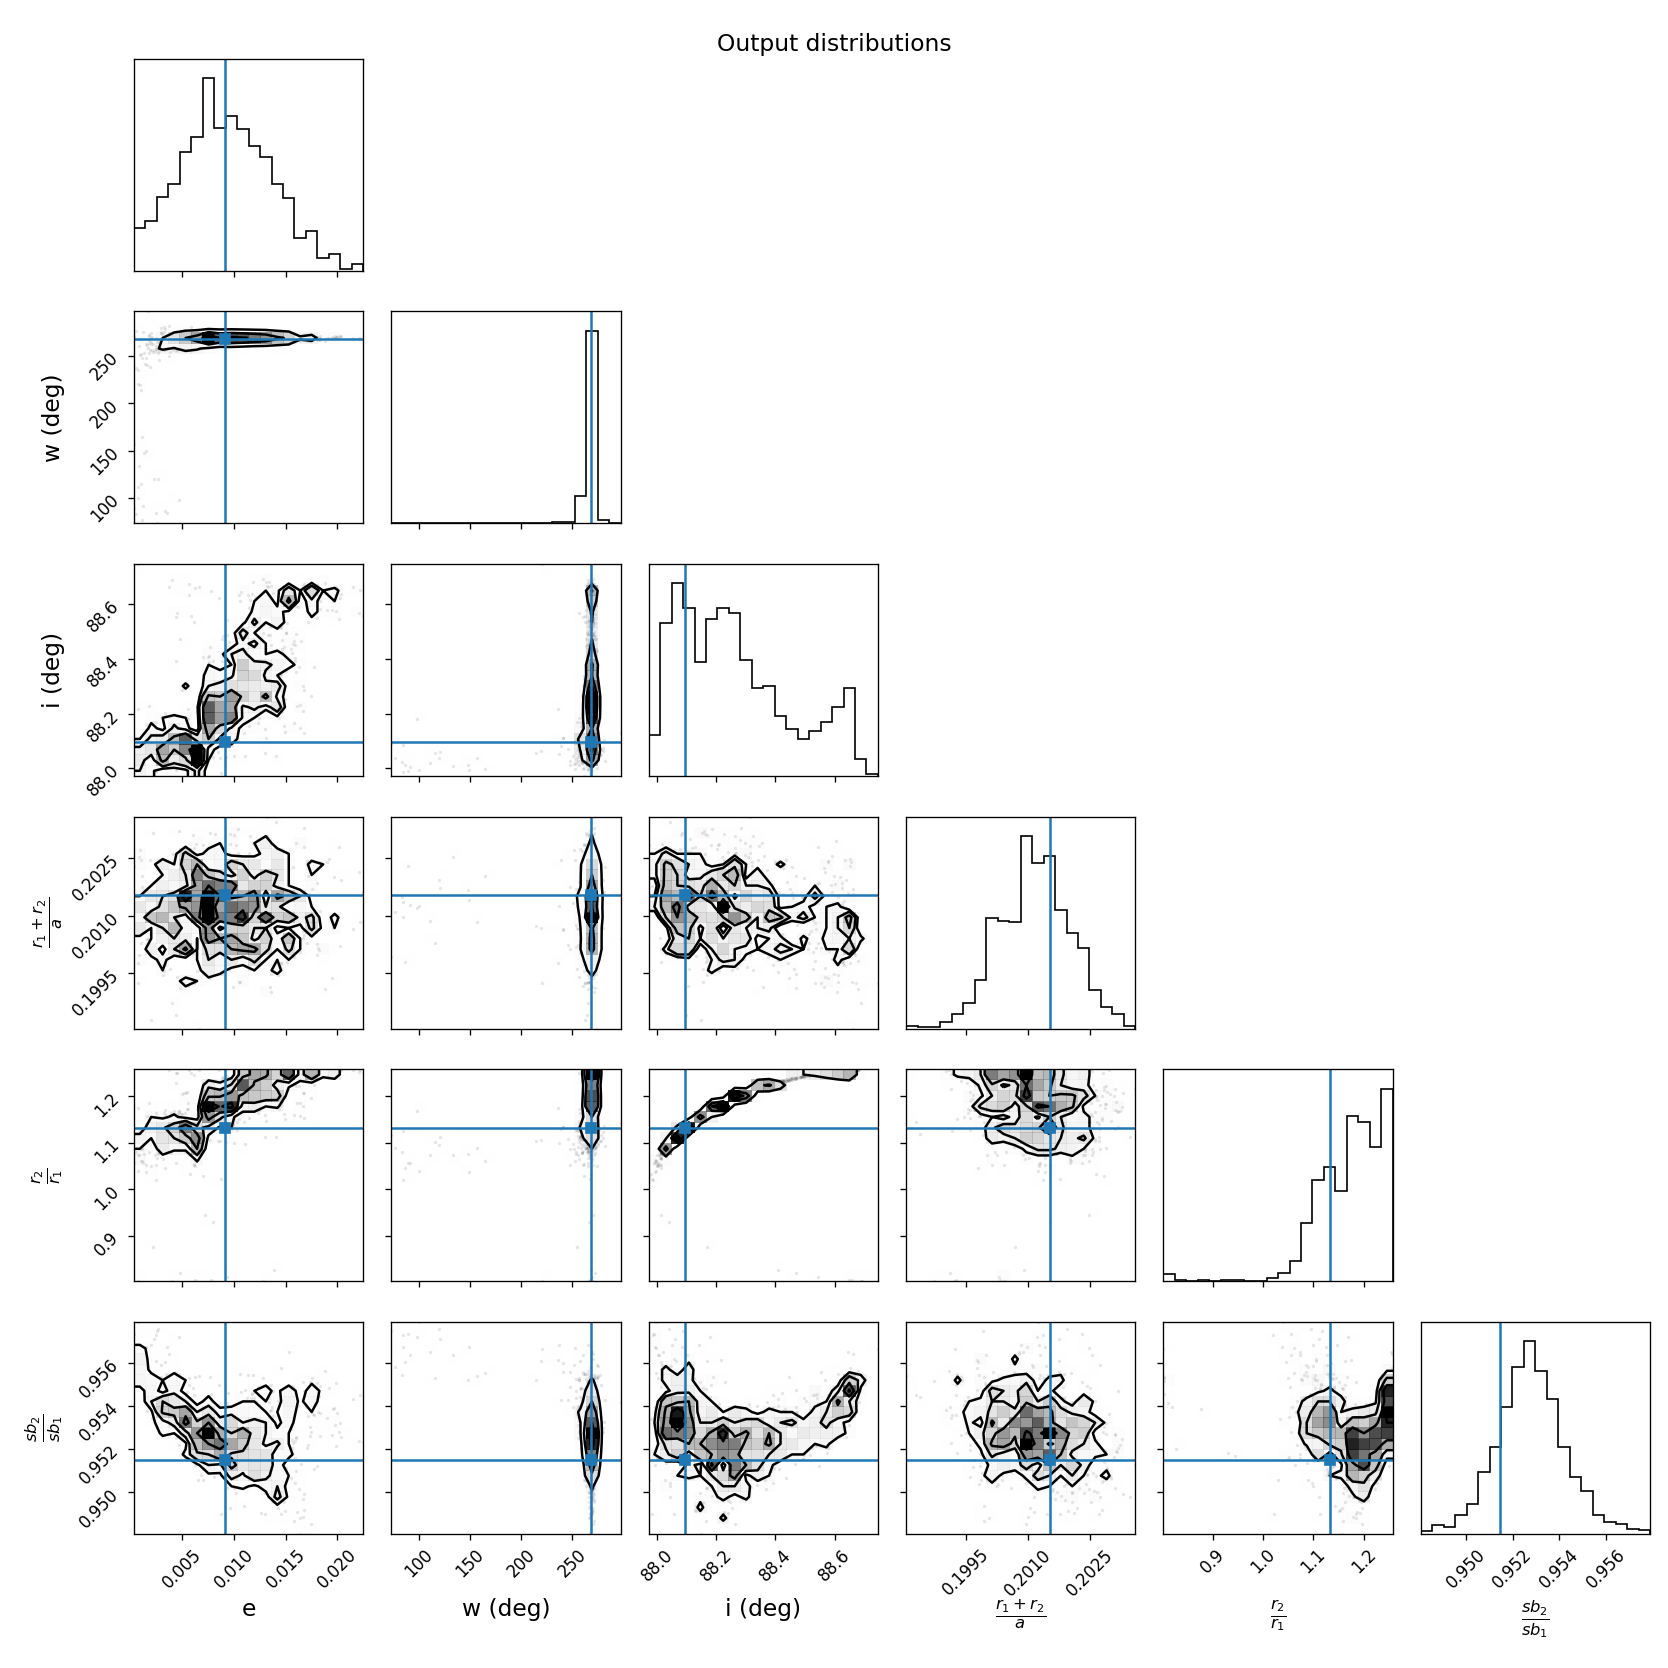 Output distributions
w (deg)
250
200
150
100
i (deg)
88.6
88.4
88.2
88.0
r₁ + r₂
a
0.2025
0.2010
0.1995
r₂
r₁
1.2
1.1
1.0
0.9
sb₂
sb₁
0.956
0.954
0.952
0.950
0.005 0.010 0.015 0.020 100 150 200 250 88.0 88.2 88.4 88.6 0.1995 0.2010 0.2025 0.9 1.0 1.1 1.2 0.950 0.952 0.954 0.956
e w (deg) i (deg) r₁ + r₂ r₂ sb₂
a r₁ sb₁